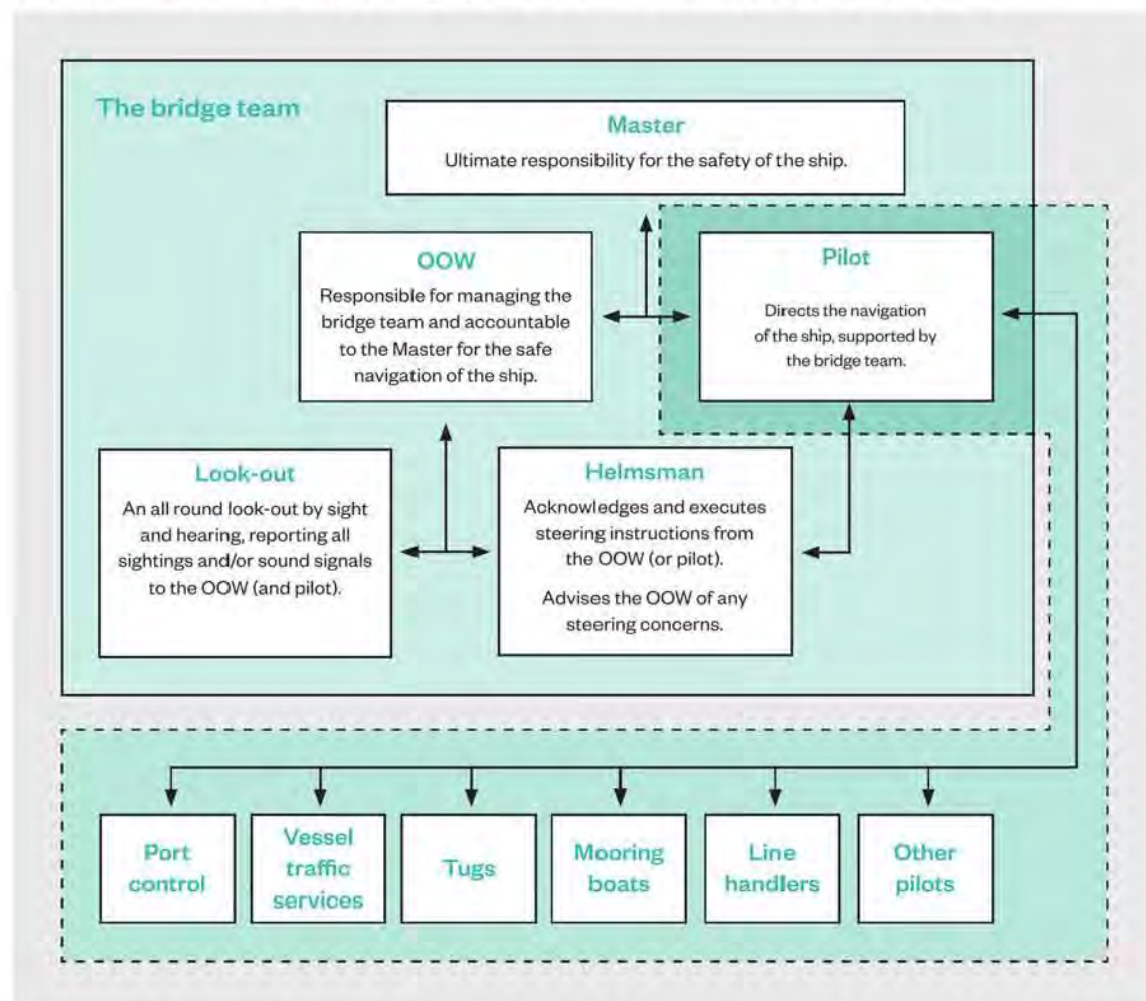 The bridge team
Master
Ultimate responsibility for the safety of the ship.
OOW
Responsible for managing the
bridge team and accountable
to the Master for the safe
navigation of the ship.
Pilot
Directs the navigation
of the ship, supported by
the bridge team.
Look-out
An all round look-out by sight
and hearing, reporting all
sightings and/or sound signals
to the OOW (and pilot).
Helmsman
Acknowledges and executes
steering instructions from
the OOW (or pilot).
Advises the OOW of any
steering concerns.
Port
control
Vessel
traffic
services
Tugs
Mooring
boats
Line
handlers
Other
pilots